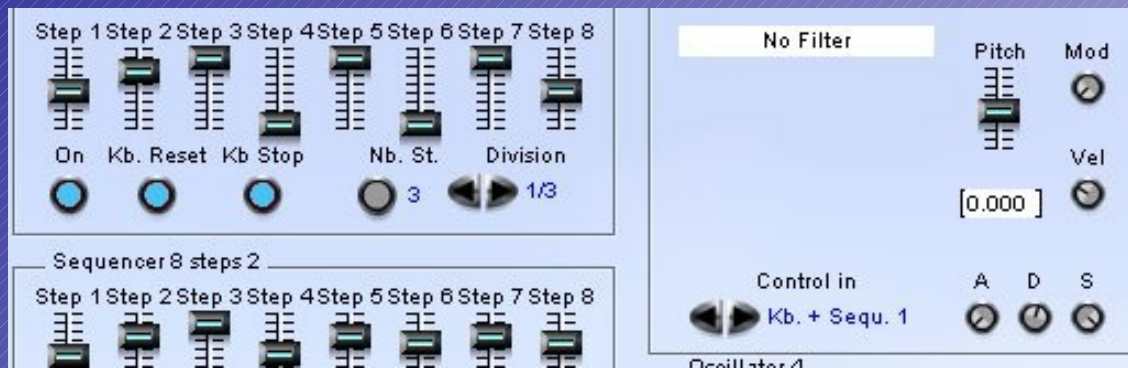 Step 1 Step 2 Step 3 Step 4 Step 5 Step 6 Step 7 Step 8
On Kb. Reset Kb Stop Nb. St. Division
3 1/3
Sequencer 8 steps 2
Step 1 Step 2 Step 3 Step 4 Step 5 Step 6 Step 7 Step 8
No Filter
Pitch Mod
Vel
[0.000 ]
Control in A D S
Kb. + Sequ. 1
Oscillator 4